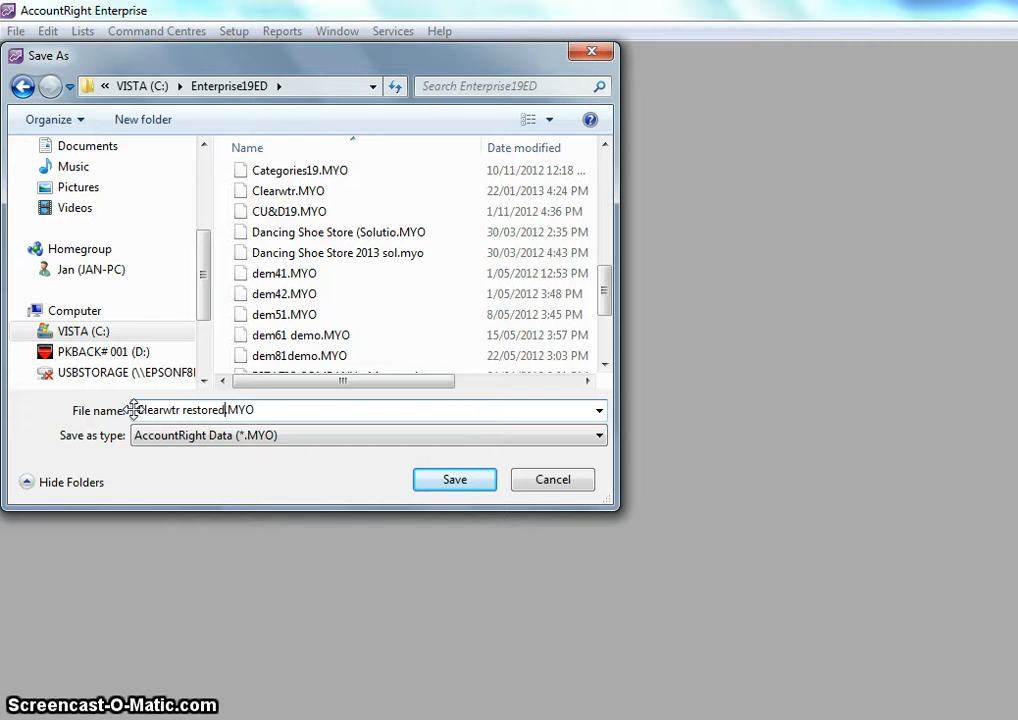 AccountRight Enterprise
File Edit Lists Command Centres Setup Reports Window Services Help
Save As
« VISTA (C:) Enterprise19ED Search Enterprise19ED
Organize New folder
Name Date modified
Documents
Music
Pictures
Videos
Homegroup
Jan (JAN-PC)
Computer
VISTA (C:)
PKBACK# 001 (D:)
USBSTORAGE (\\EPSONF8
Categories19.MYO 10/11/2012 12:18 ...
Clearwtr.MYO 22/01/2013 4:24 PM
CU&D19.MYO 1/11/2012 4:36 PM
Dancing Shoe Store (Solutio.MYO 30/03/2012 2:35 PM
Dancing Shoe Store 2013 sol.myo 30/03/2012 4:43 PM
dem41.MYO 1/05/2012 12:53 PM
dem42.MYO 1/05/2012 3:48 PM
dem51.MYO 8/05/2012 3:45 PM
dem61 demo.MYO 15/05/2012 3:57 PM
dem81demo.MYO 22/05/2012 3:03 PM
File name: Clearwtr restored.MYO
Save as type: AccountRight Data (*.MYO)
Hide Folders Save Cancel
Screencast-O-Matic.com